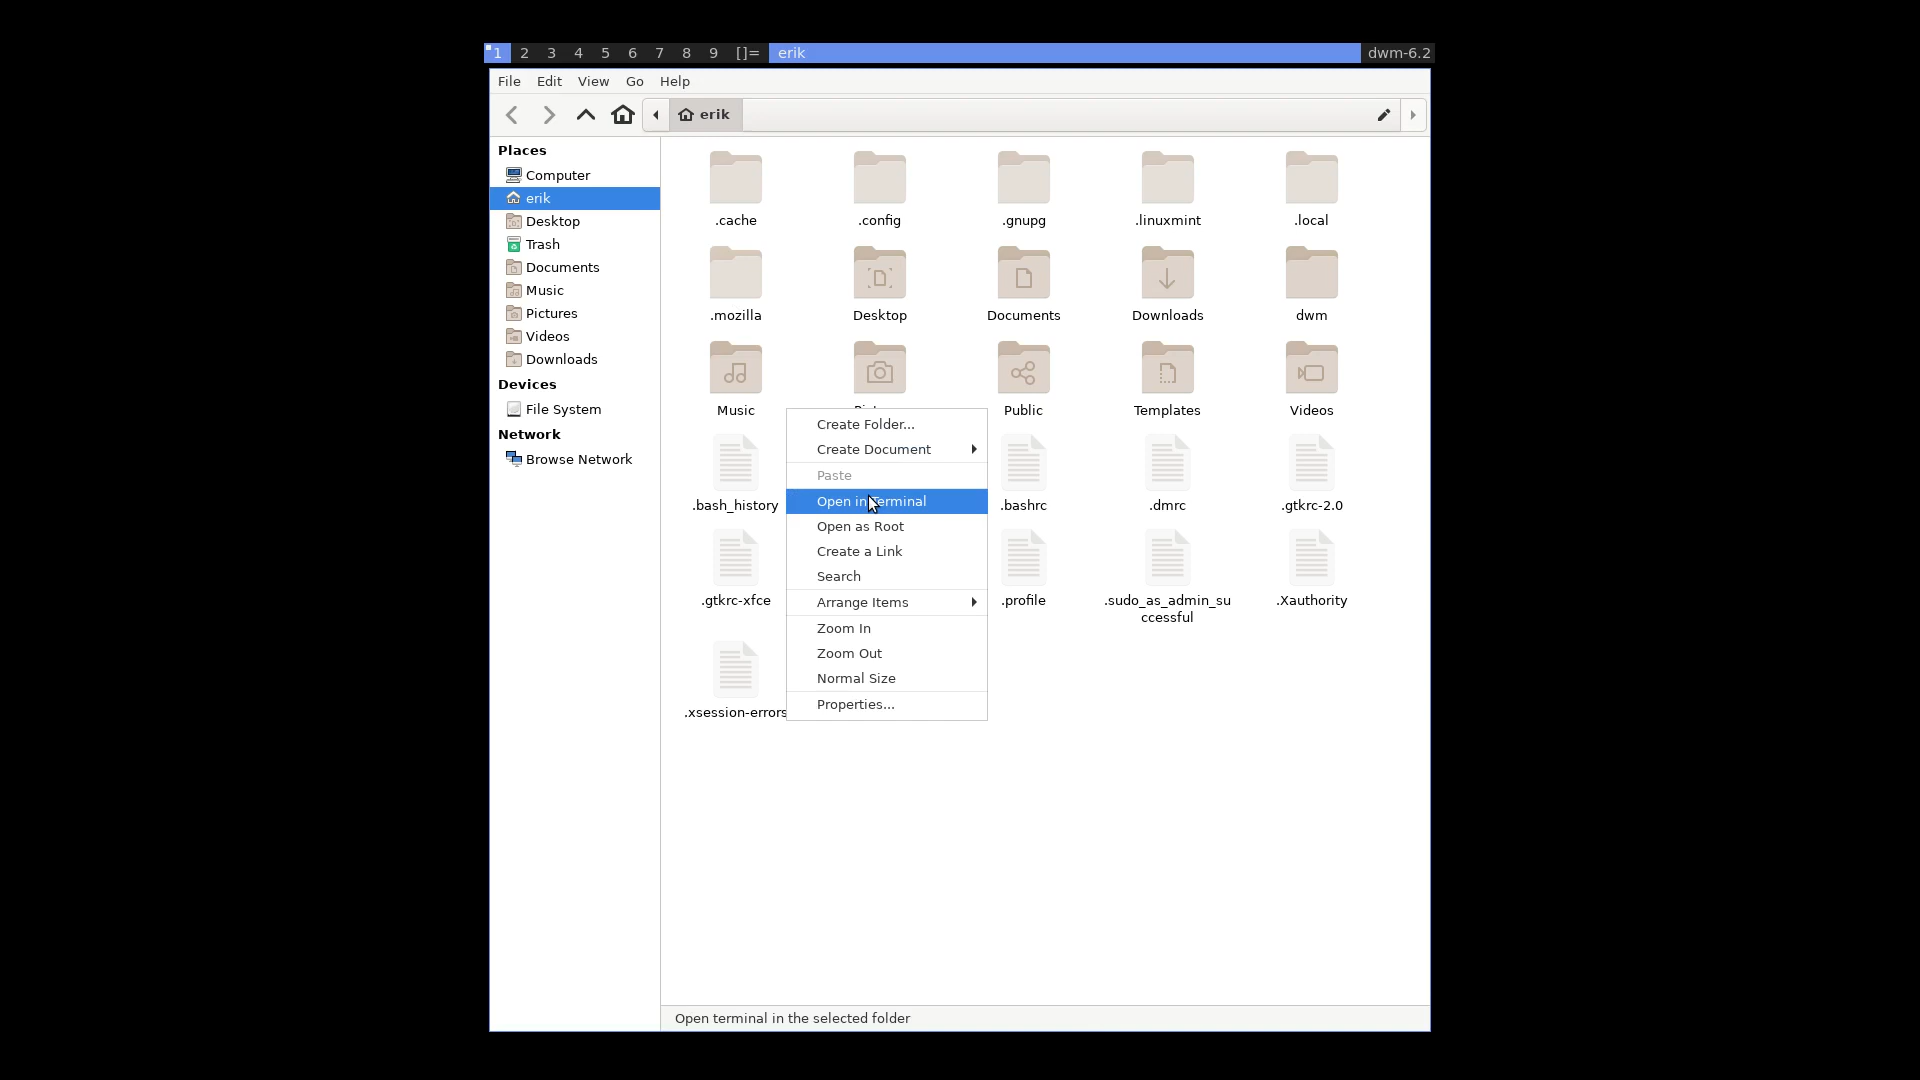 1 2 3 4 5 6 7 8 9 []= erik dwm-6.2
File Edit View Go Help
erik
Places
Computer
erik
Desktop
Trash
Documents
Music
Pictures
Videos
Downloads
Devices
File System
Network
Browse Network
.cache .config .gnupg .linuxmint .local
.mozilla Desktop Documents Downloads dwm
Music Public Templates Videos
.bash_history .bashrc .dmrc .gtkrc-2.0
.gtkrc-xfce .profile .sudo_as_admin_su .Xauthority
ccessful
.xsession-errors
Create Folder...
Create Document
Paste
Open in Terminal
Open as Root
Create a Link
Search
Arrange Items
Zoom In
Zoom Out
Normal Size
Properties...
Open terminal in the selected folder